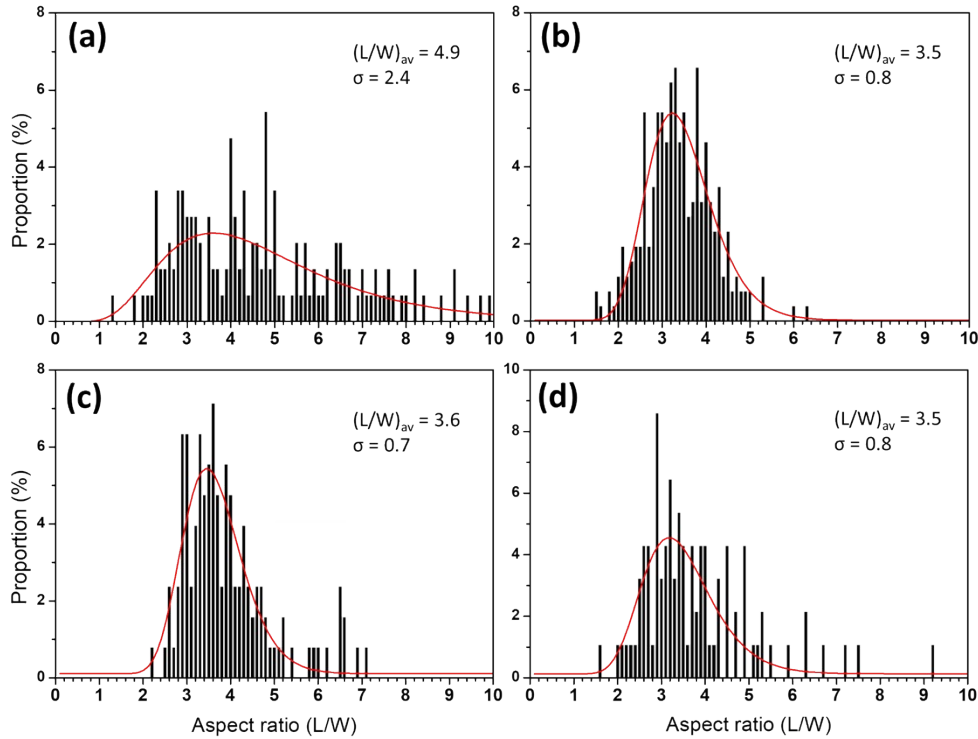 (a)
(L/W)av = 4.9
σ = 2.4
Proportion (%)
8
6
4
2
0
0 1 2 3 4 5 6 7 8 9 10
(b)
(L/W)av = 3.5
σ = 0.8
8
6
4
2
0
0 1 2 3 4 5 6 7 8 9 10
(c)
(L/W)av = 3.6
σ = 0.7
Proportion (%)
8
6
4
2
0
0 1 2 3 4 5 6 7 8 9 10
Aspect ratio (L/W)
(d)
(L/W)av = 3.5
σ = 0.8
10
8
6
4
2
0
0 1 2 3 4 5 6 7 8 9 10
Aspect ratio (L/W)